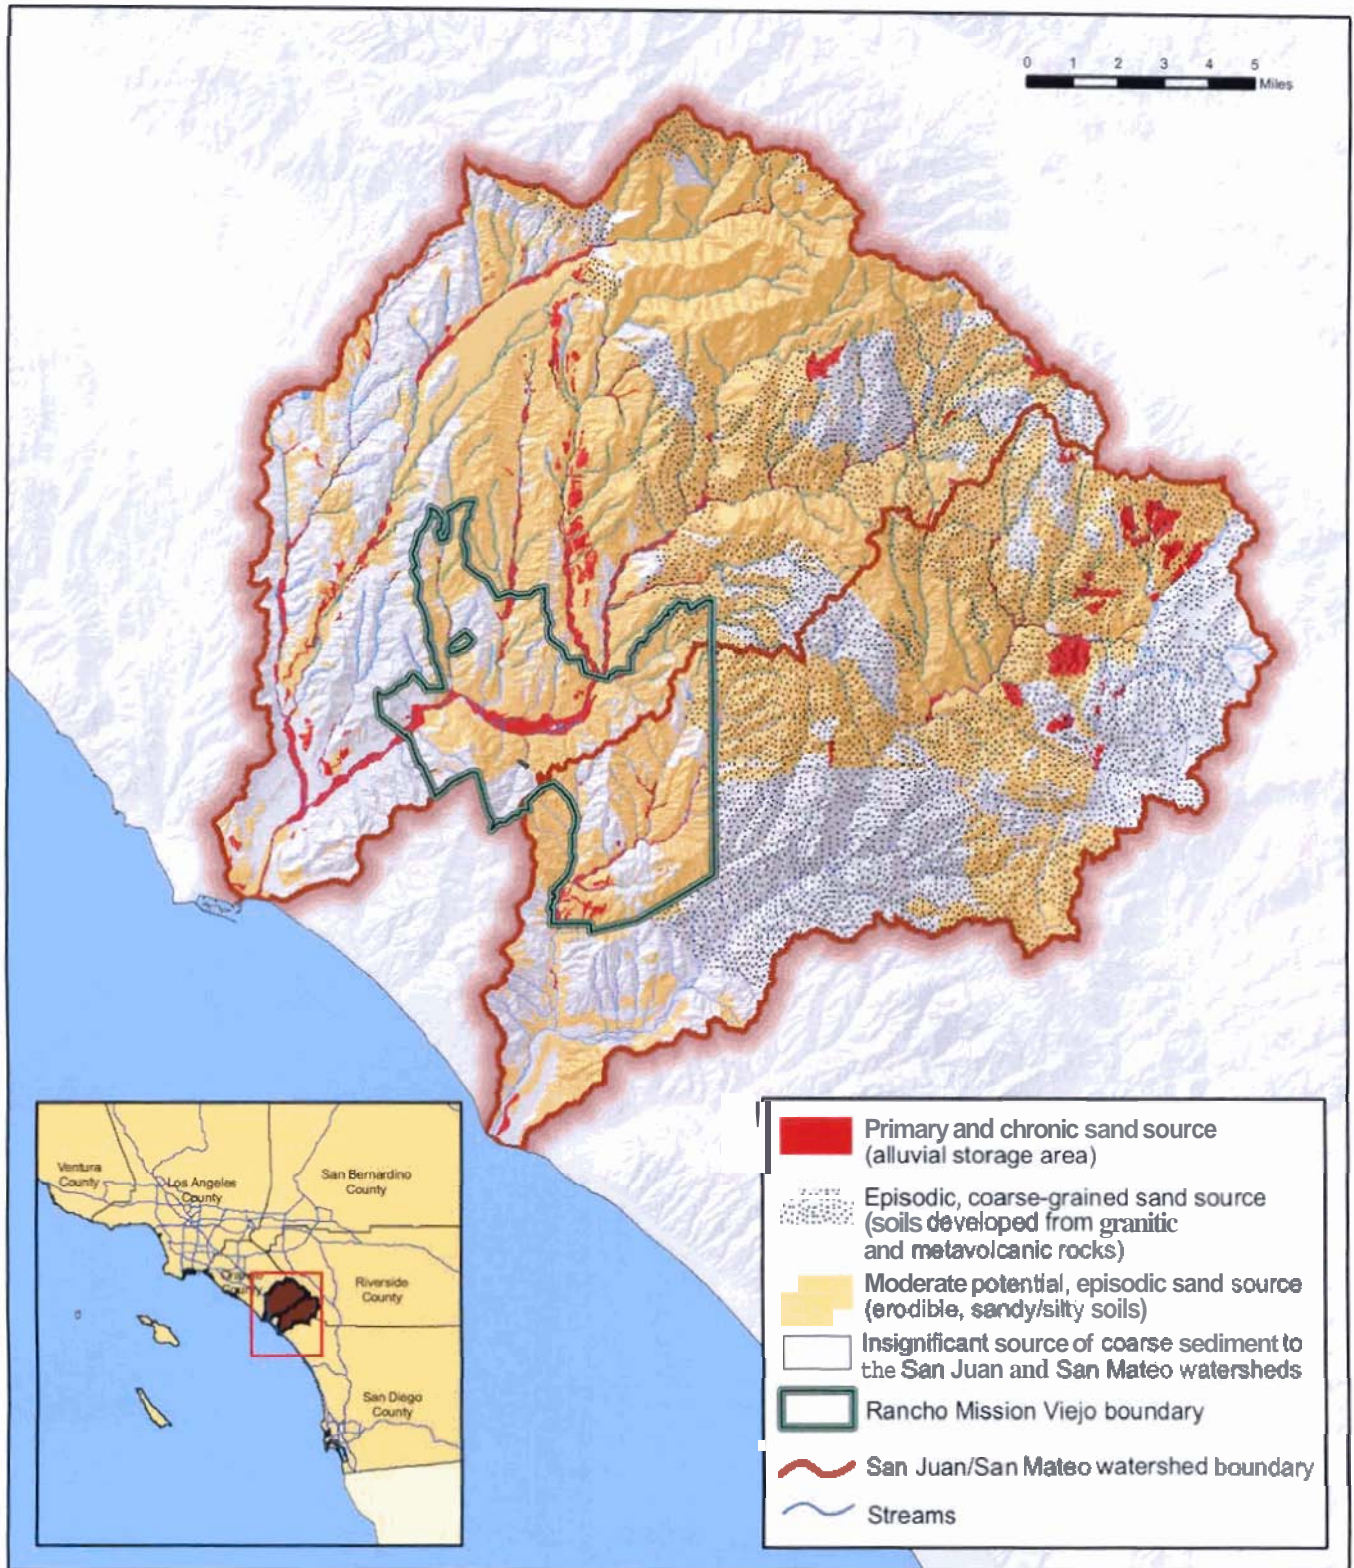 0 1 2 3 4 5
Miles
Ventura
County
Los Angeles
County
San Bernardino
County
Orange
County
Riverside
County
San Diego
County
Primary and chronic sand source
(alluvial storage area)
Episodic, coarse-grained sand source
(soils developed from granitic
and metavolcanic rocks)
Moderate potential, episodic sand source
(erodible, sandy/silty soils)
Insignificant source of coarse sediment to
the San Juan and San Mateo watersheds
Rancho Mission Viejo boundary
San Juan/San Mateo watershed boundary
Streams